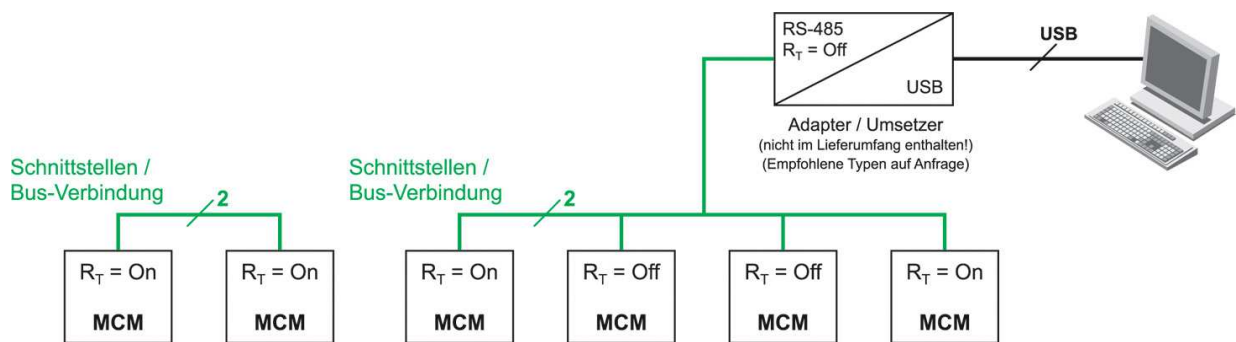 RS-485
R_T = Off
USB
USB
Adapter / Umsetzer
(nicht im Lieferumfang enthalten!)
(Empfohlene Typen auf Anfrage)
Schnittstellen /
Bus-Verbindung
2
Schnittstellen /
Bus-Verbindung
2
R_T = On
MCM
R_T = On
MCM
R_T = On
MCM
R_T = Off
MCM
R_T = Off
MCM
R_T = On
MCM